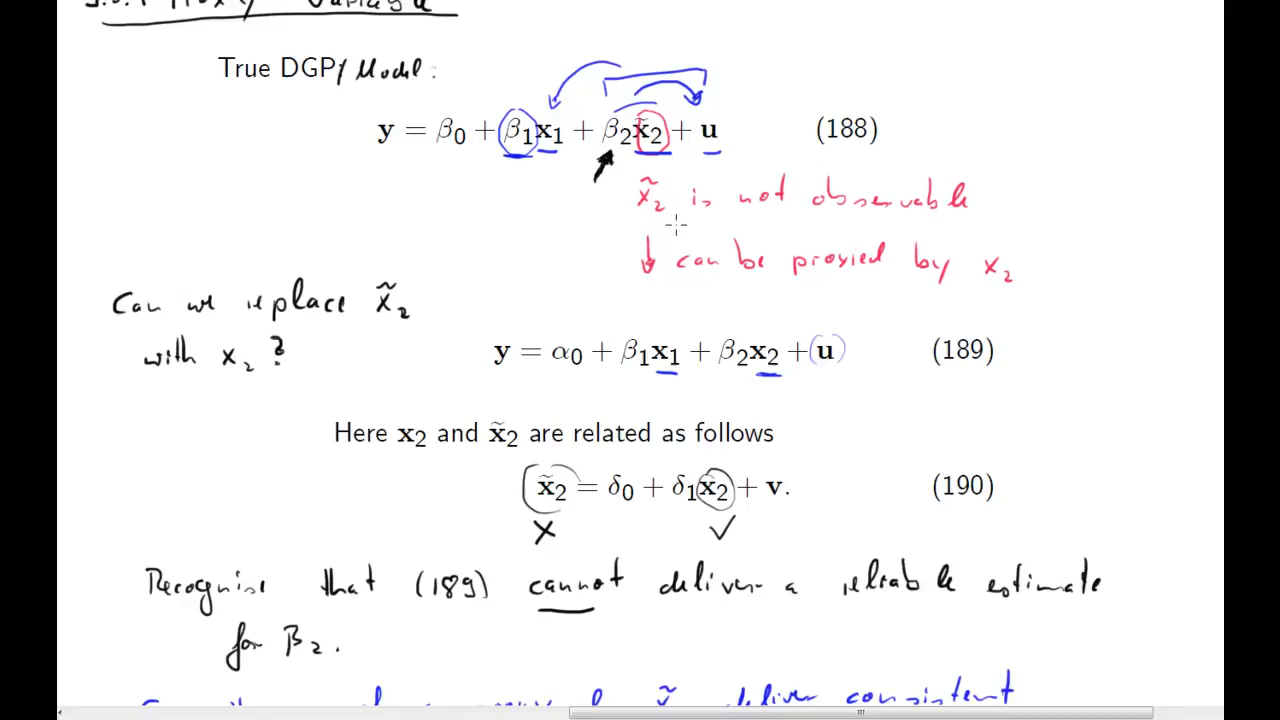 True DGP/Model:
y = β₀ + β₁x₁ + β₂x̃₂ + u (188)
x̃₂ is not observable
↓ can be proxied by x₂
Can we replace x̃₂
with x₂ ?
y = α₀ + β₁x₁ + β₂x₂ + (u) (189)
Here x₂ and x̃₂ are related as follows
x̃₂ = δ₀ + δ₁x₂ + v. (190)
× ✓
Recognise that (189) cannot deliver a reliable estimate
for β₂.
deliver consistent